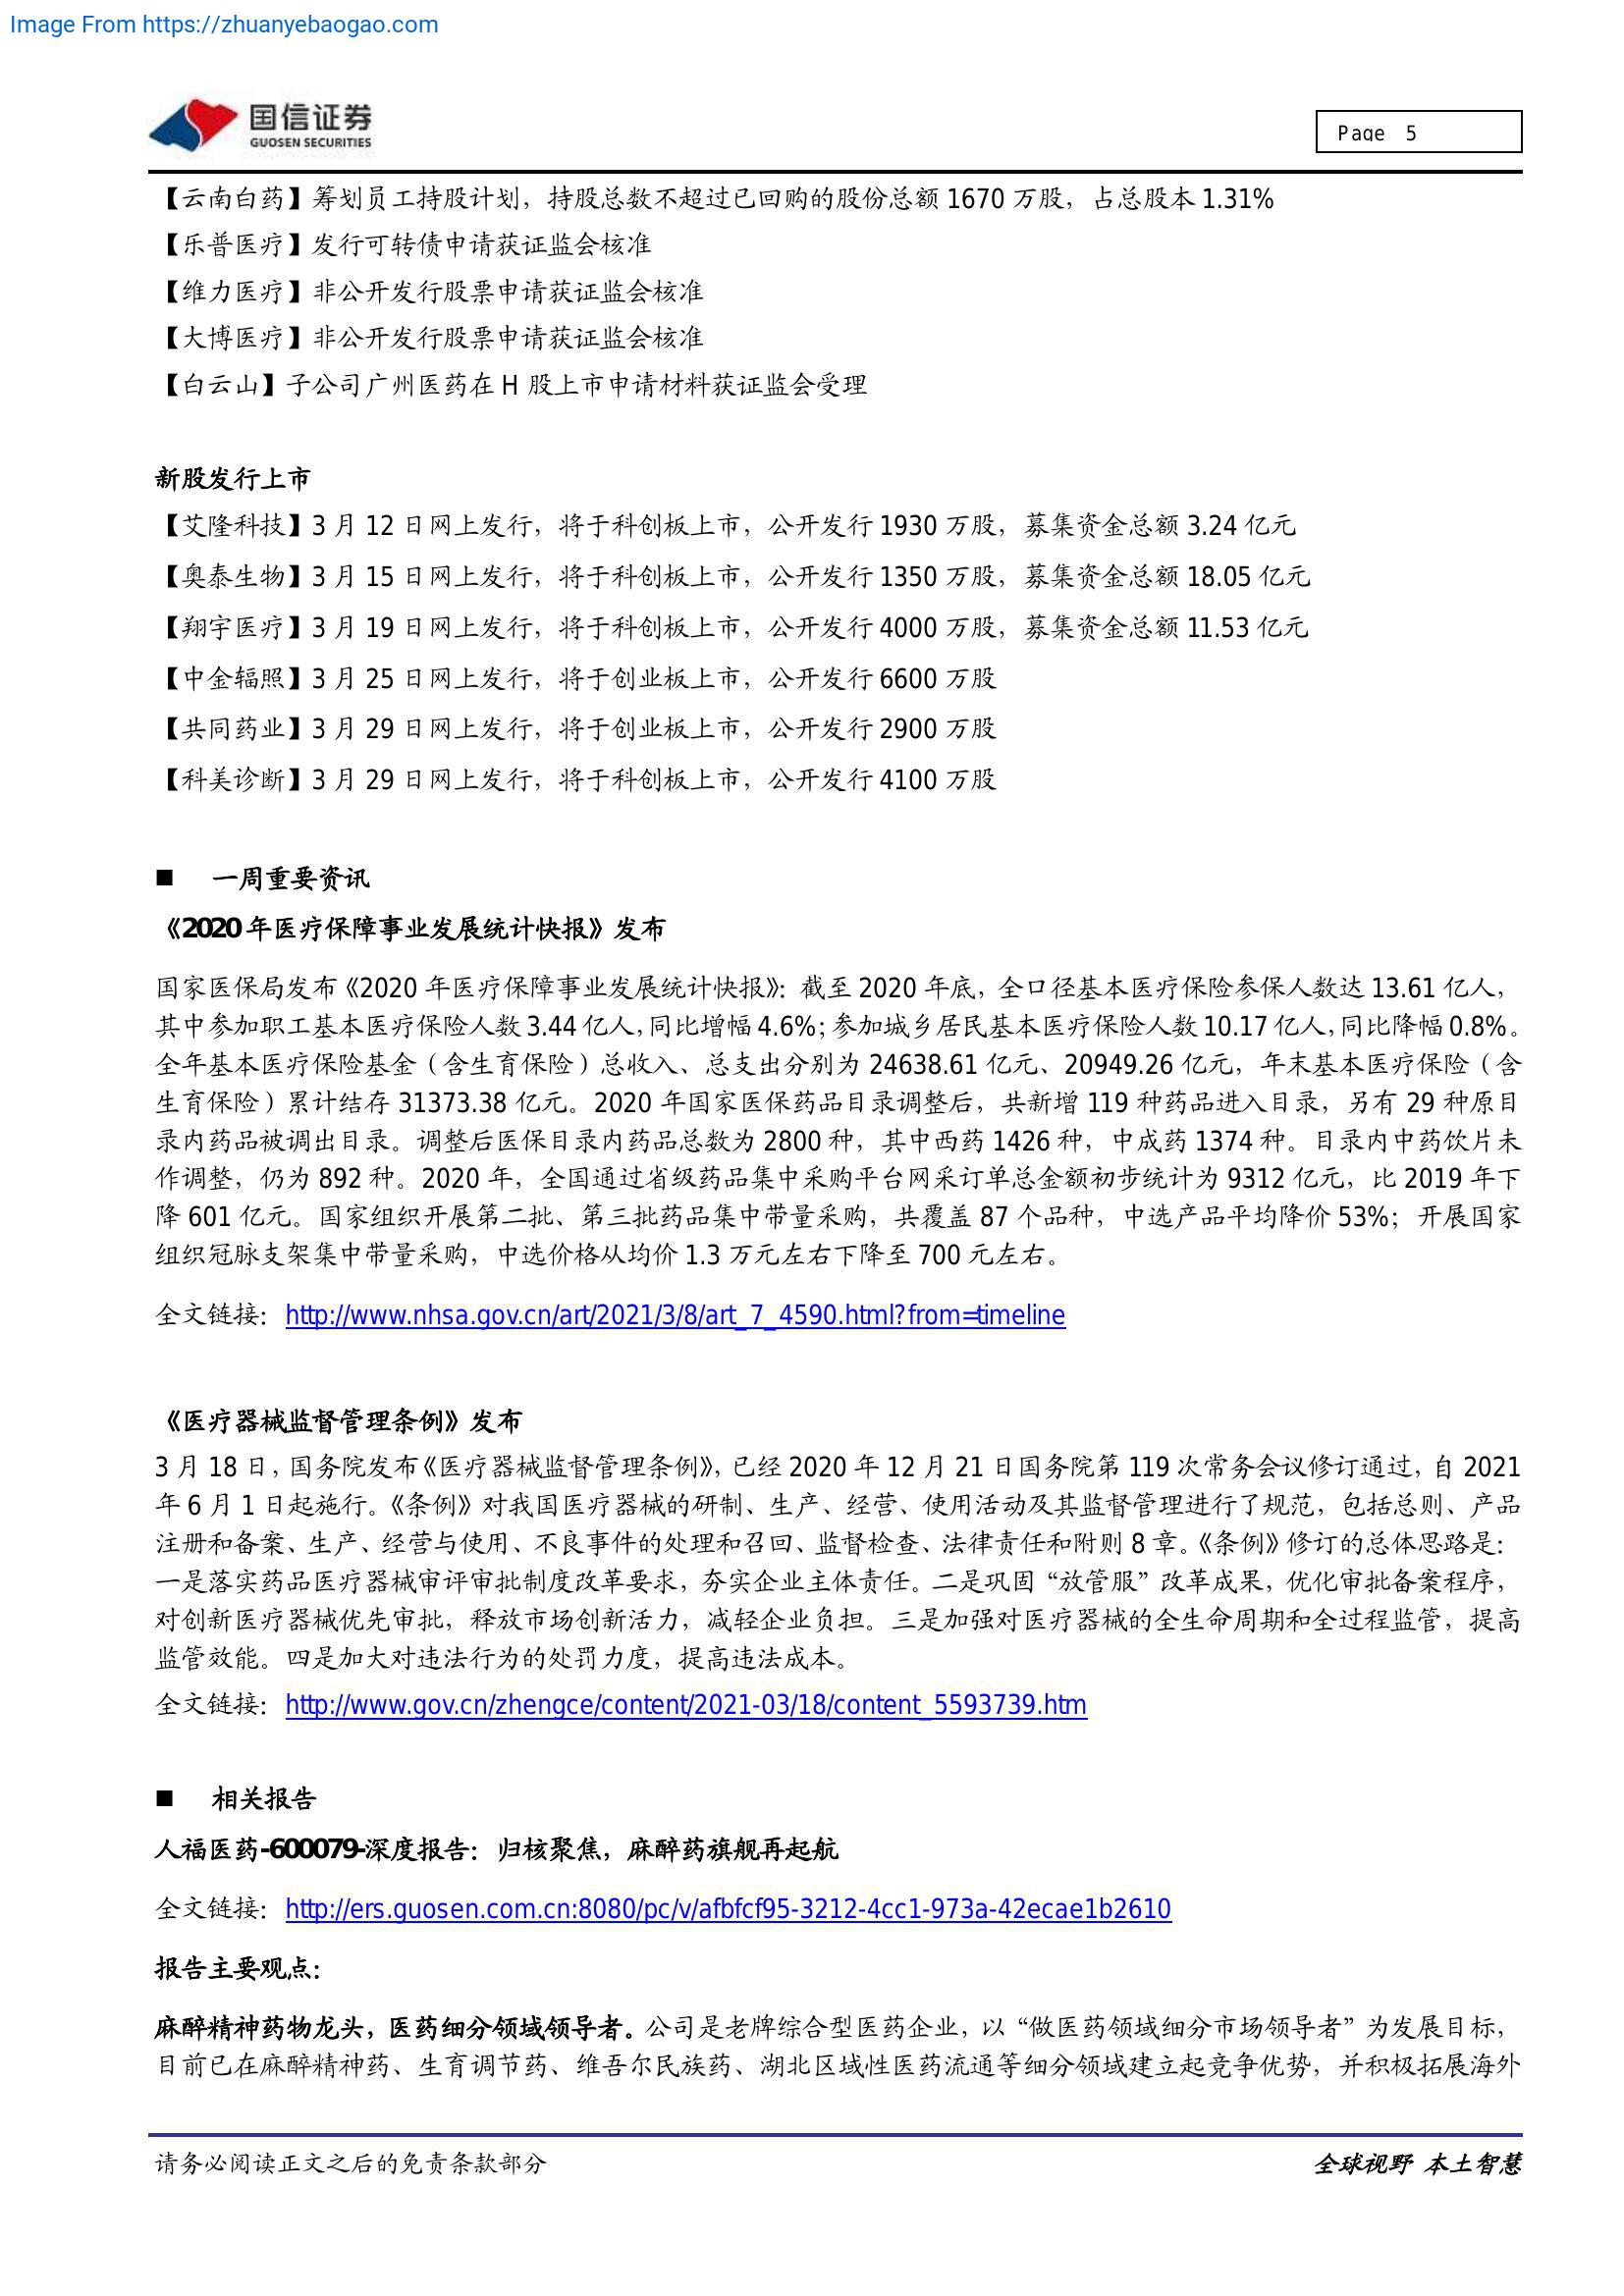 Image From https://zhuanyebaogao.com
国信证券
GUOSEN SECURITIES
Page 5
【云南白药】筹划员工持股计划，持股总数不超过已回购的股份总额 1670 万股，占总股本 1.31%
【乐普医疗】发行可转债申请获证监会核准
【维力医疗】非公开发行股票申请获证监会核准
【大博医疗】非公开发行股票申请获证监会核准
【白云山】子公司广州医药在 H 股上市申请材料获证监会受理
新股发行上市
【艾隆科技】3 月 12 日网上发行，将于科创板上市，公开发行 1930 万股，募集资金总额 3.24 亿元
【奥泰生物】3 月 15 日网上发行，将于科创板上市，公开发行 1350 万股，募集资金总额 18.05 亿元
【翔宇医疗】3 月 19 日网上发行，将于科创板上市，公开发行 4000 万股，募集资金总额 11.53 亿元
【中金辐照】3 月 25 日网上发行，将于创业板上市，公开发行 6600 万股
【共同药业】3 月 29 日网上发行，将于创业板上市，公开发行 2900 万股
【科美诊断】3 月 29 日网上发行，将于科创板上市，公开发行 4100 万股
■ 一周重要资讯
《2020 年医疗保障事业发展统计快报》发布
国家医保局发布《2020 年医疗保障事业发展统计快报》：截至 2020 年底，全口径基本医疗保险参保人数达 13.61 亿人，
其中参加职工基本医疗保险人数 3.44 亿人，同比增幅 4.6%；参加城乡居民基本医疗保险人数 10.17 亿人，同比降幅 0.8%。
全年基本医疗保险基金（含生育保险）总收入、总支出分别为 24638.61 亿元、20949.26 亿元，年末基本医疗保险（含
生育保险）累计结存 31373.38 亿元。2020 年国家医保药品目录调整后，共新增 119 种药品进入目录，另有 29 种原目
录内药品被调出目录。调整后医保目录内药品总数为 2800 种，其中西药 1426 种，中成药 1374 种。目录内中药饮片未
作调整，仍为 892 种。2020 年，全国通过省级药品集中采购平台网采订单总金额初步统计为 9312 亿元，比 2019 年下
降 601 亿元。国家组织开展第二批、第三批药品集中带量采购，共覆盖 87 个品种，中选产品平均降价 53%；开展国家
组织冠脉支架集中带量采购，中选价格从均价 1.3 万元左右下降至 700 元左右。
全文链接：http://www.nhsa.gov.cn/art/2021/3/8/art_7_4590.html?from=timeline
《医疗器械监督管理条例》发布
3 月 18 日，国务院发布《医疗器械监督管理条例》，已经 2020 年 12 月 21 日国务院第 119 次常务会议修订通过，自 2021
年 6 月 1 日起施行。《条例》对我国医疗器械的研制、生产、经营、使用活动及其监督管理进行了规范，包括总则、产品
注册和备案、生产、经营与使用、不良事件的处理和召回、监督检查、法律责任和附则 8 章。《条例》修订的总体思路是：
一是落实药品医疗器械审评审批制度改革要求，夯实企业主体责任。二是巩固“放管服”改革成果，优化审批备案程序，
对创新医疗器械优先审批，释放市场创新活力，减轻企业负担。三是加强对医疗器械的全生命周期和全过程监管，提高
监管效能。四是加大对违法行为的处罚力度，提高违法成本。
全文链接：http://www.gov.cn/zhengce/content/2021-03/18/content_5593739.htm
■ 相关报告
人福医药-600079-深度报告：归核聚焦，麻醉药旗舰再起航
全文链接：http://ers.guosen.com.cn:8080/pc/v/afbfcf95-3212-4cc1-973a-42ecae1b2610
报告主要观点：
麻醉精神药物龙头，医药细分领域领导者。公司是老牌综合型医药企业，以“做医药领域细分市场领导者”为发展目标，
目前已在麻醉精神药、生育调节药、维吾尔民族药、湖北区域性医药流通等细分领域建立起竞争优势，并积极拓展海外
请务必阅读正文之后的免责条款部分
全球视野 本土智慧